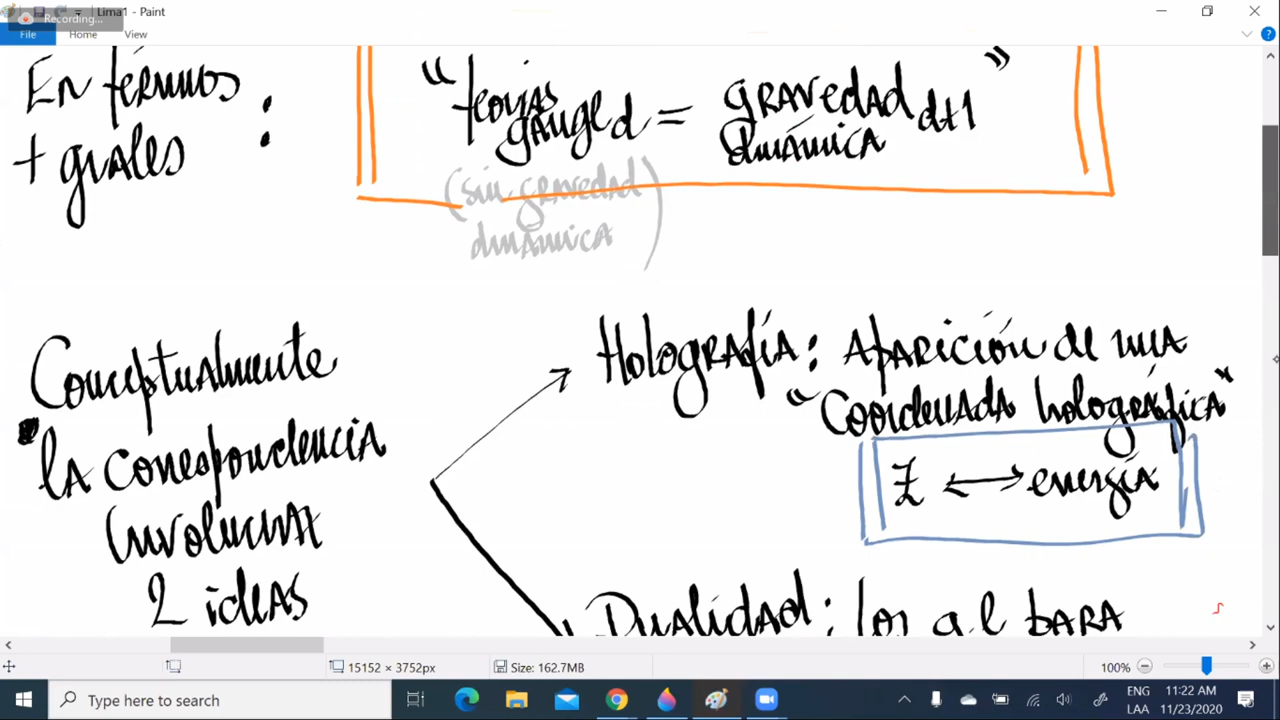 Recording...
Lima1 - Paint
File
Home
View
En términos
+ grales :
"teorías
gauge d = gravedad
dinámica d+1"
(sin gravedad
dinámica)
Conceptualmente
la correspondencia
involucra
2 ideas
Holografía: Aparición de una
"Coordenada holográfica"
Z ↔ energía
Dualidad: los g.l para
15152 × 3752px
Size: 162.7MB
100%
Type here to search
ENG
LAA
11:22 AM
11/23/2020